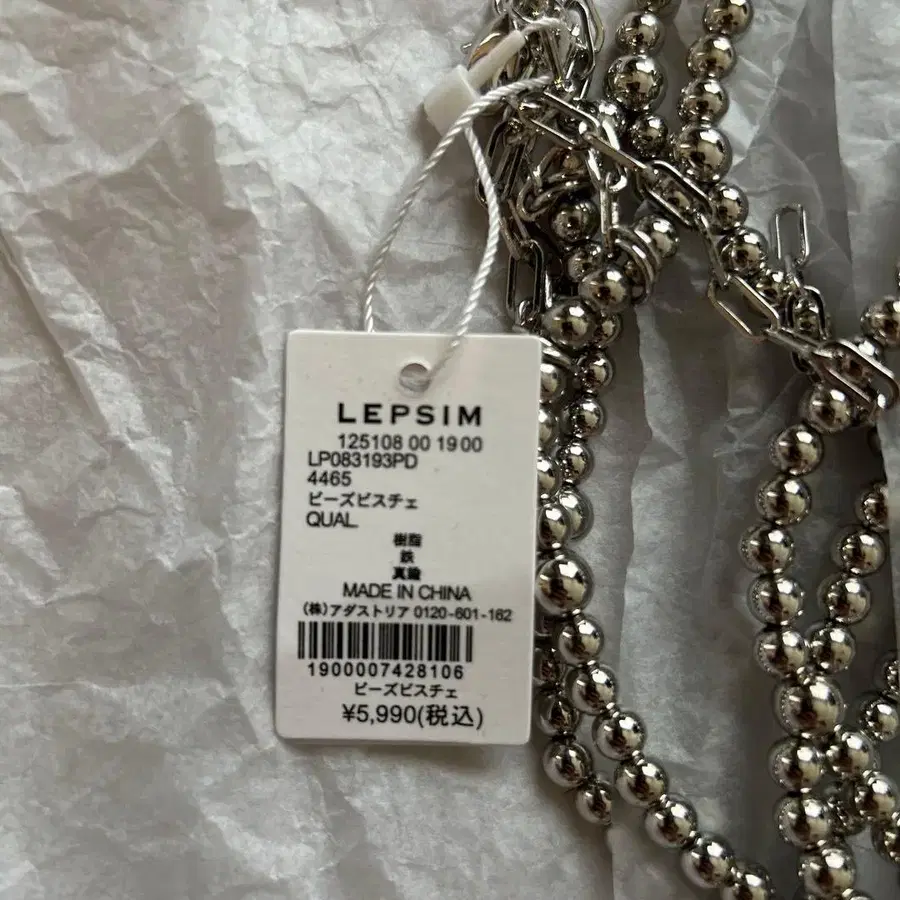 LEPSIM
125108 00 19 00
LP083193PD
4465
ビーズビスチェ
QUAL.
樹脂
鉄
真鍮
MADE IN CHINA
(株)アダストリア 0120-601-162
1900007428106
ビーズビスチェ
¥5,990(税込)